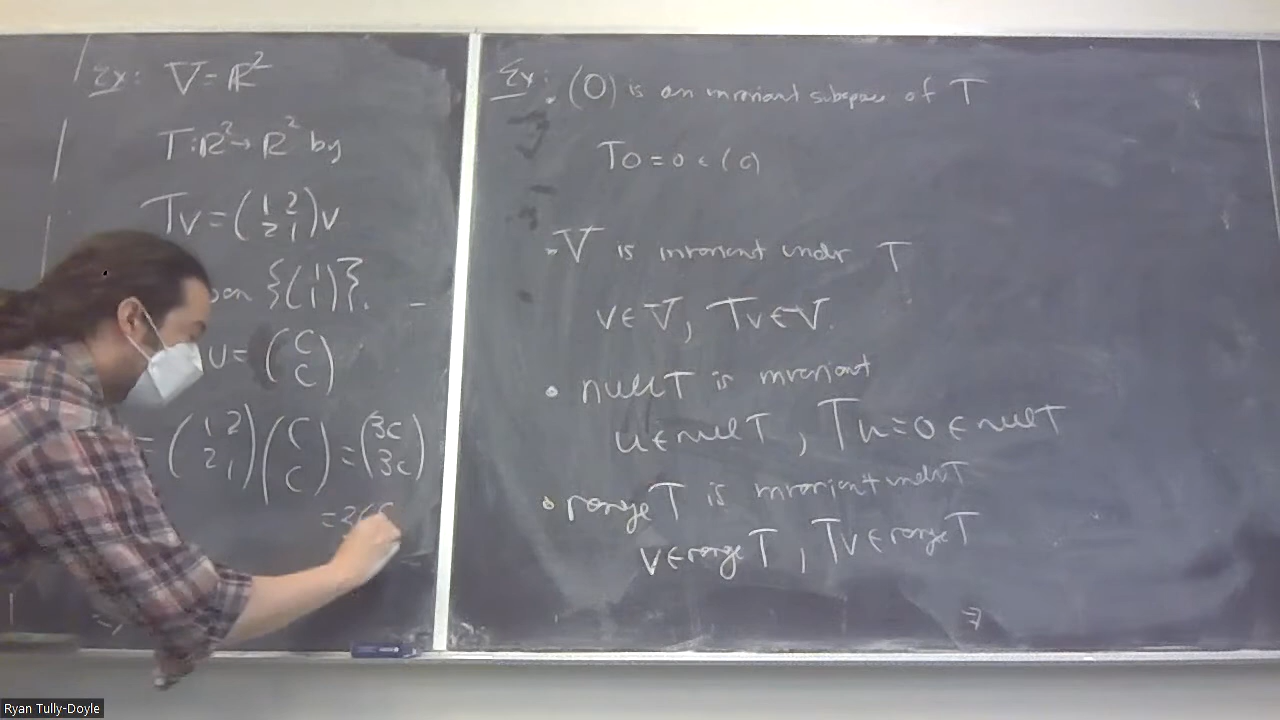 Ex: V=ℝ²
T:ℝ²→ℝ² by
Tv=(1 2; 2 1)v
{(1; 1)}.
u=(c; c)
=(1 2; 2 1)(c; c)=(3c; 3c)
Ex: • (0) is an invariant subspace of T
T0=0∈(0)
• V is invariant under T
v∈V, Tv∈V.
• null T is invariant
u∈null T, Tu=0∈null T
• range T is invariant under T
v∈range T, Tv∈range T
Ryan Tully-Doyle